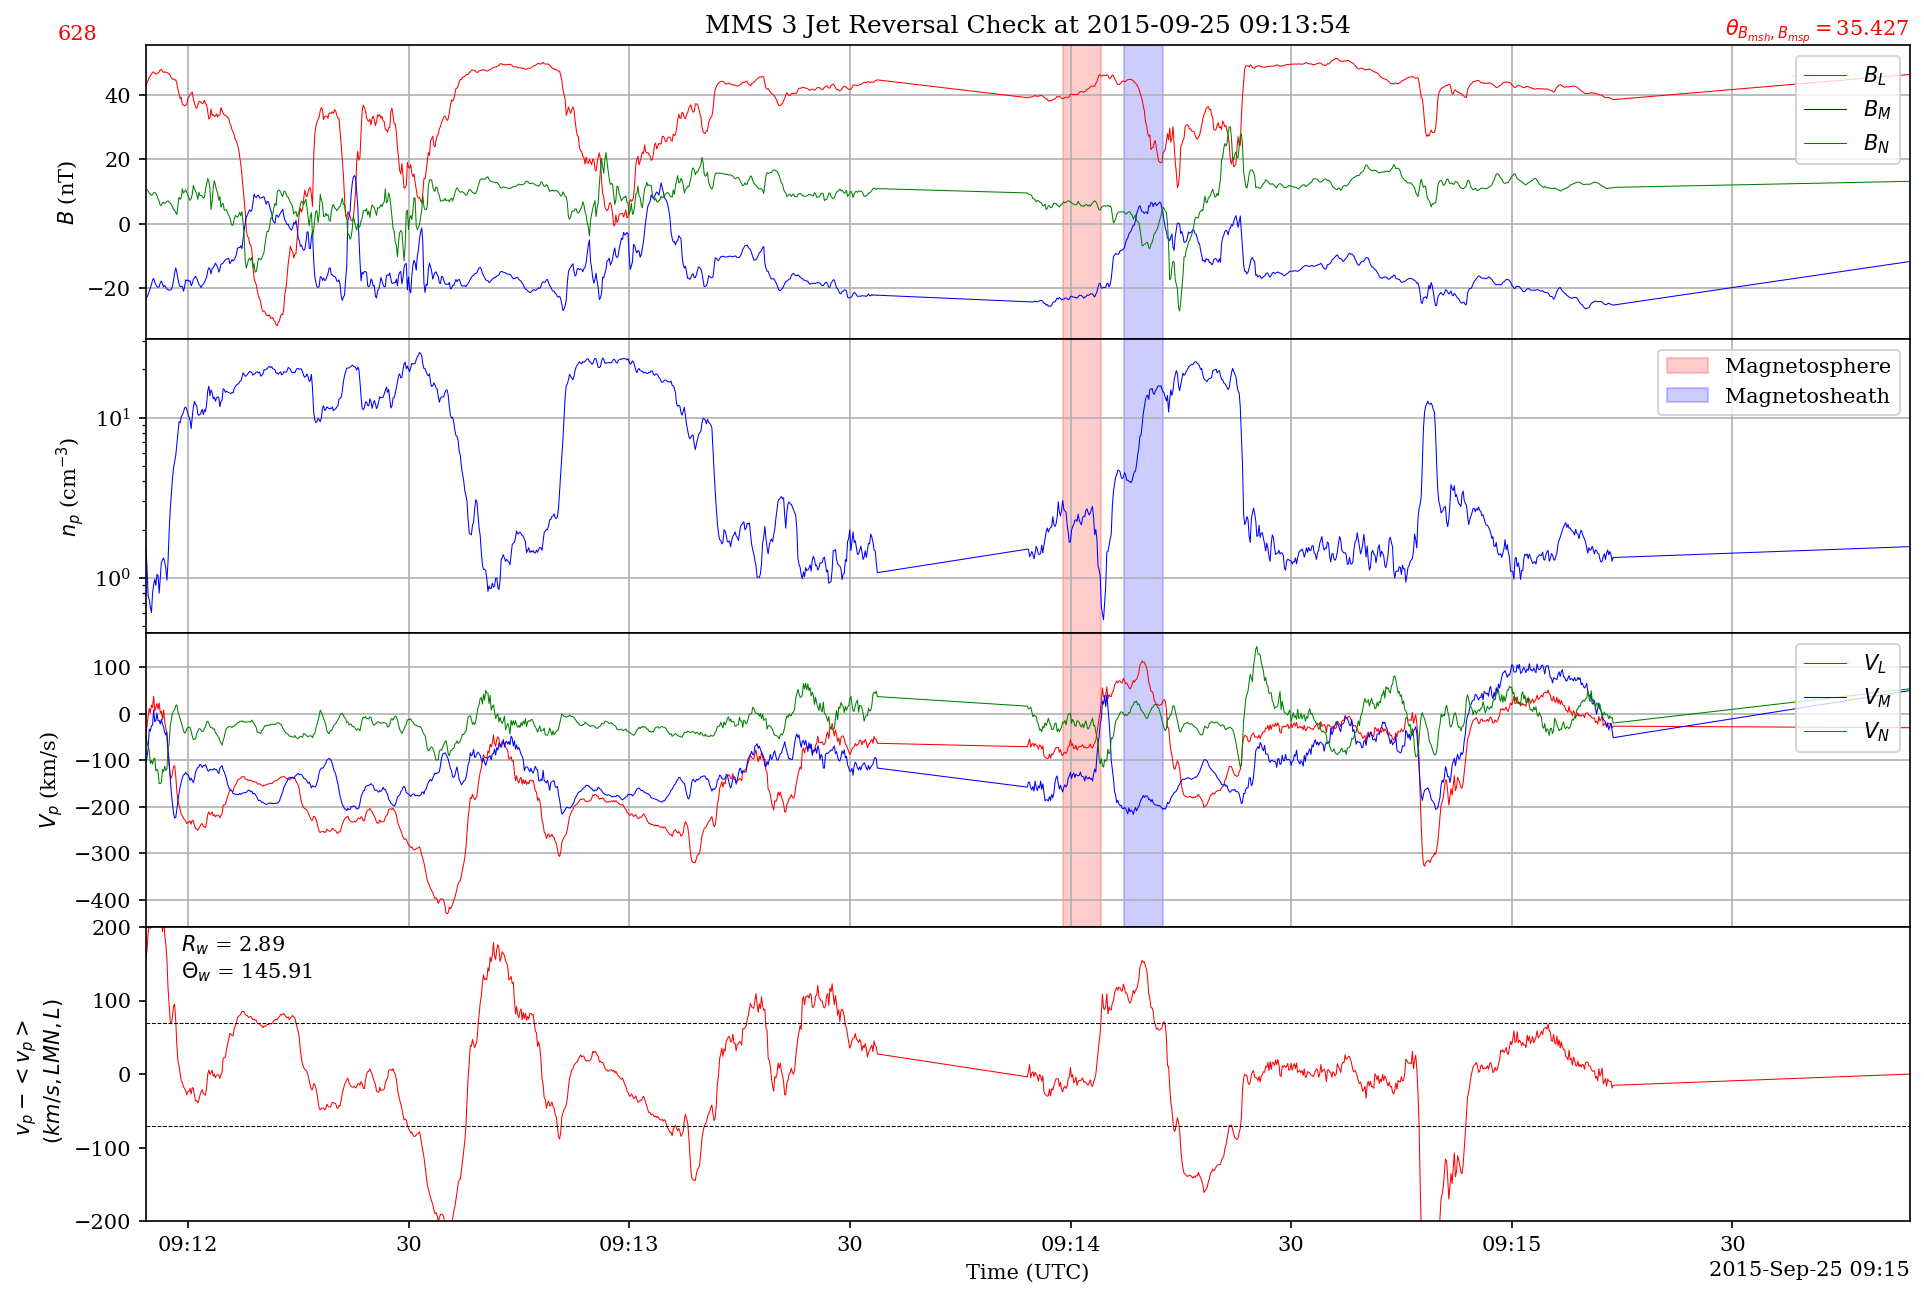 MMS 3 Jet Reversal Check at 2015-09-25 09:13:54
628
θ_{B_{msh}, B_{msp}} = 35.427
40
20
0
−20
B (nT)
B_L
B_M
B_N
10^1
10^0
n_p (cm^{−3})
Magnetosphere
Magnetosheath
100
0
−100
−200
−300
−400
V_p (km/s)
V_L
V_M
V_N
200
100
0
−100
−200
v_p − < v_p >
(km/s, LMN, L)
R_w = 2.89
Θ_w = 145.91
09:12 30 09:13 30 09:14 30 09:15 30
Time (UTC)
2015-Sep-25 09:15